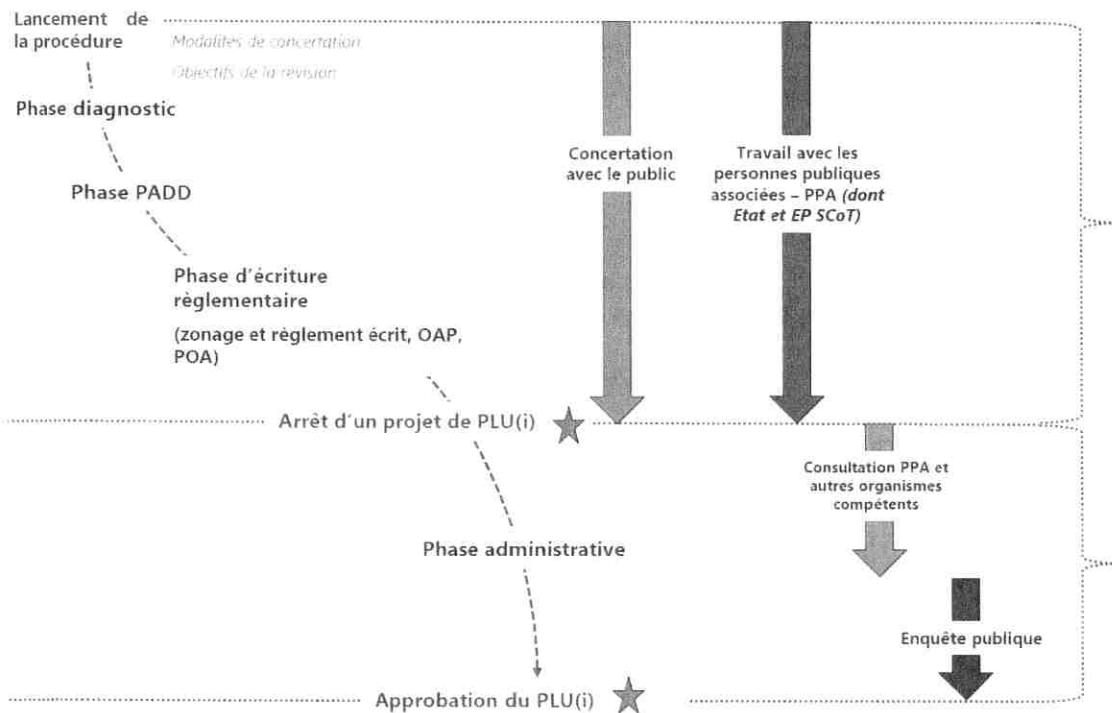 Lancement de
la procédure
Modalités de concertation
Objectifs de la révision
Phase diagnostic
Phase PADD
Phase d'écriture
règlementaire
(zonage et règlement écrit, OAP,
POA)
Concertation
avec le public
Travail avec les
personnes publiques
associées – PPA (dont
Etat et EP SCoT)
Arrêt d'un projet de PLU(i)
Consultation PPA et
autres organismes
compétents
Phase administrative
Enquête publique
Approbation du PLU(i)